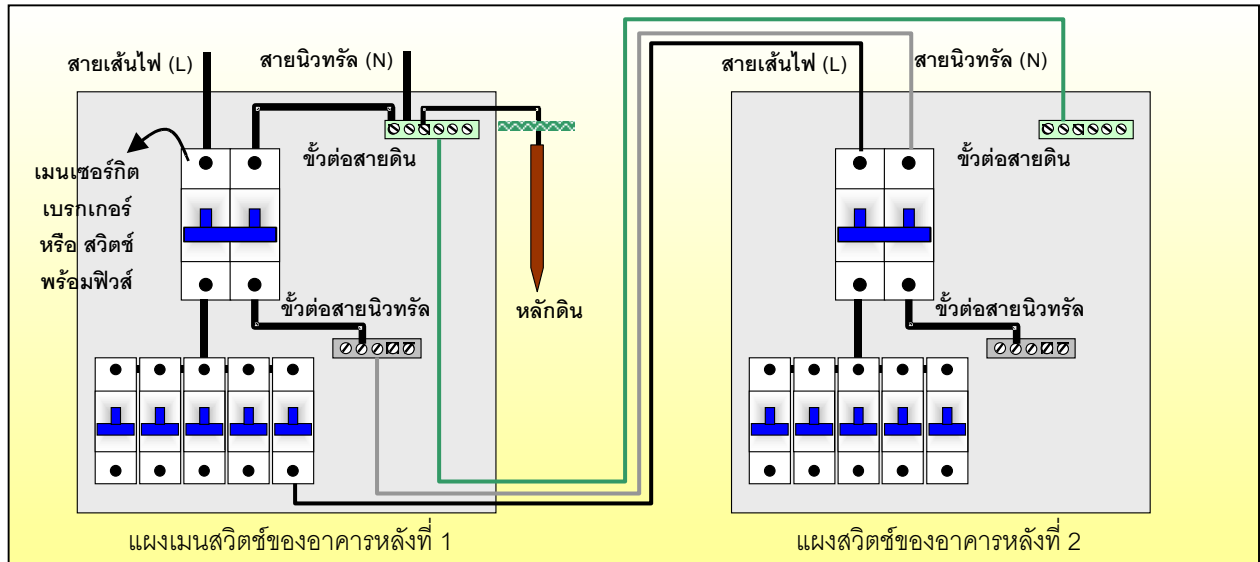 สายเส้นไฟ (L)
สายนิวทรัล (N)
ขั้วต่อสายดิน
เมนเซอร์กิต
เบรกเกอร์
หรือ สวิตช์
พร้อมฟิวส์
ขั้วต่อสายนิวทรัล
หลักดิน
แผงเมนสวิตช์ของอาคารหลังที่ 1
สายเส้นไฟ (L)
สายนิวทรัล (N)
ขั้วต่อสายดิน
ขั้วต่อสายนิวทรัล
แผงสวิตช์ของอาคารหลังที่ 2